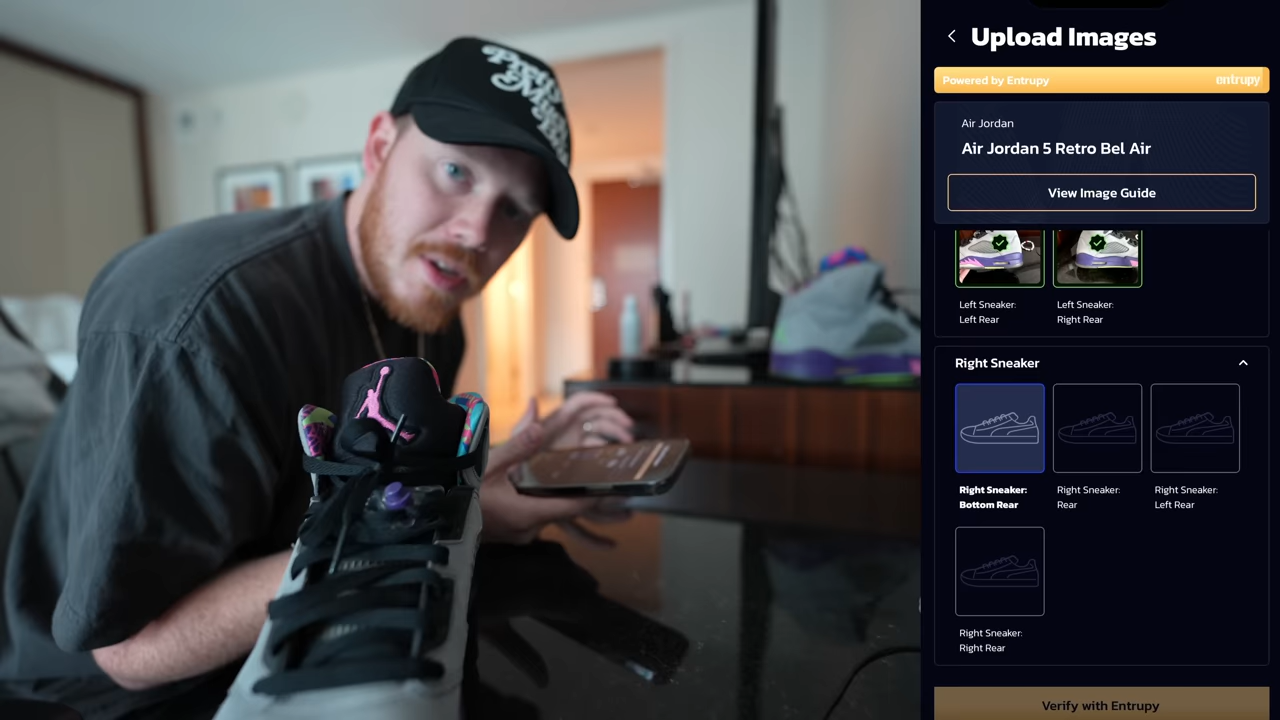 Pretty
Upload Images
Powered by Entrupy
entrupy
Air Jordan
Air Jordan 5 Retro Bel Air
View Image Guide
Left Sneaker:
Left Rear
Left Sneaker:
Right Rear
Right Sneaker
Right Sneaker:
Bottom Rear
Right Sneaker:
Rear
Right Sneaker:
Left Rear
Right Sneaker:
Right Rear
Verify with Entrupy